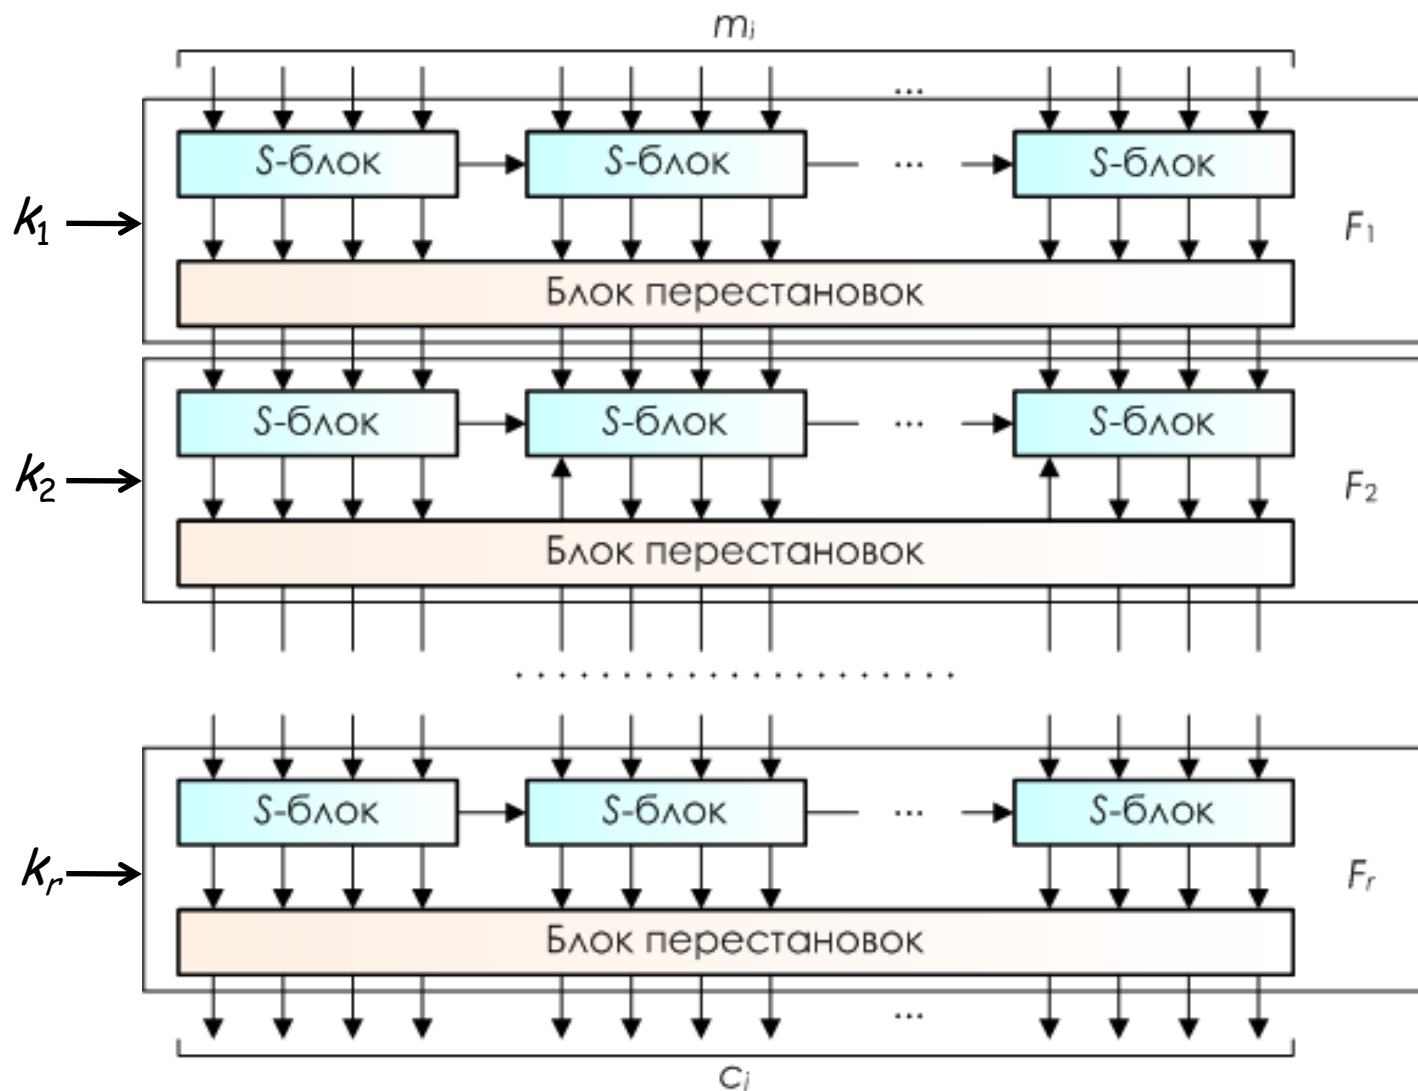 mᵢ
...
S-блок S-блок ... S-блок
k₁ F₁
Блок перестановок
S-блок S-блок ... S-блок
k₂ F₂
Блок перестановок
. . . . . . . . . . . . . . . . . . . . . . . . .
S-блок S-блок ... S-блок
kᵣ Fᵣ
Блок перестановок
...
cᵢ